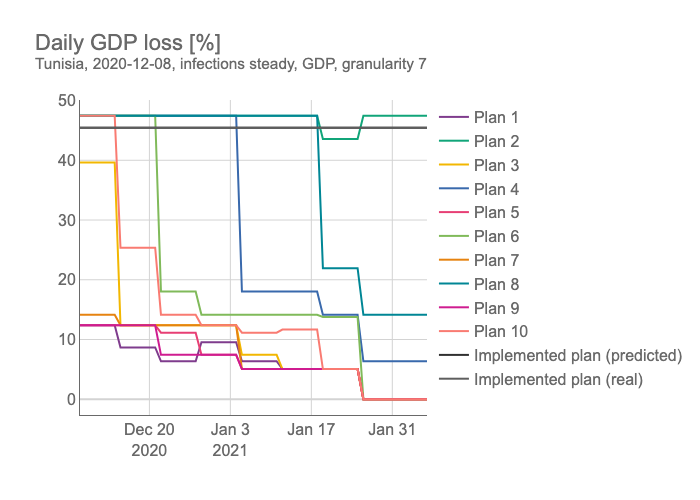 Daily GDP loss [%]
Tunisia, 2020-12-08, infections steady, GDP, granularity 7
50
40
30
20
10
0
Dec 20
2020
Jan 3
2021
Jan 17
Jan 31
Plan 1
Plan 2
Plan 3
Plan 4
Plan 5
Plan 6
Plan 7
Plan 8
Plan 9
Plan 10
Implemented plan (predicted)
Implemented plan (real)